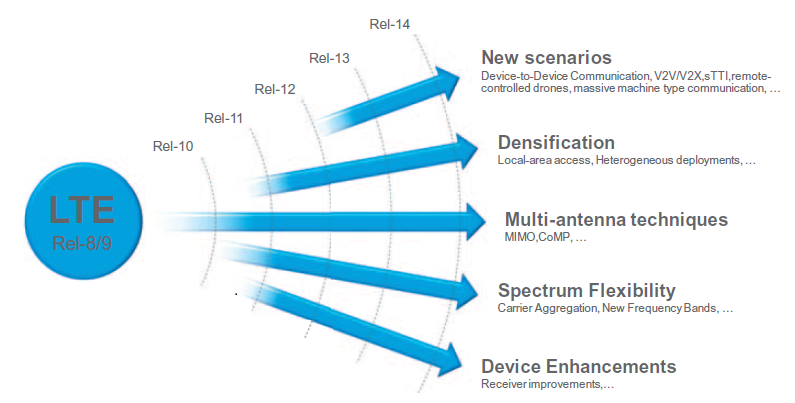 Rel-14
Rel-13
Rel-12
Rel-11
Rel-10
LTE
Rel-8/9
New scenarios
Device-to-Device Communication, V2V/V2X,sTTI,remote-
controlled drones, massive machine type communication, …
Densification
Local-area access, Heterogeneous deployments, …
Multi-antenna techniques
MIMO,CoMP, …
Spectrum Flexibility
Carrier Aggregation, New Frequency Bands, …
Device Enhancements
Receiver improvements,…